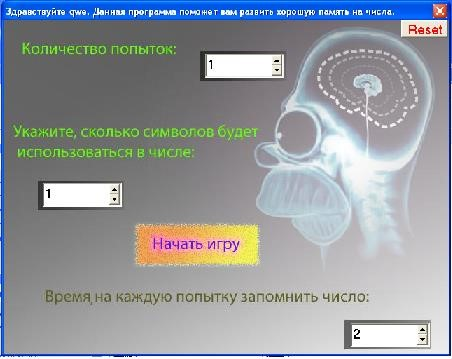 Здравствуйте qwe. Данная программа поможет вам развить хорошую память на числа.
Reset
Количество попыток:
1
Укажите, сколько символов будет
использоваться в числе:
1
Начать игру
Время, на каждую попытку запомнить число:
2